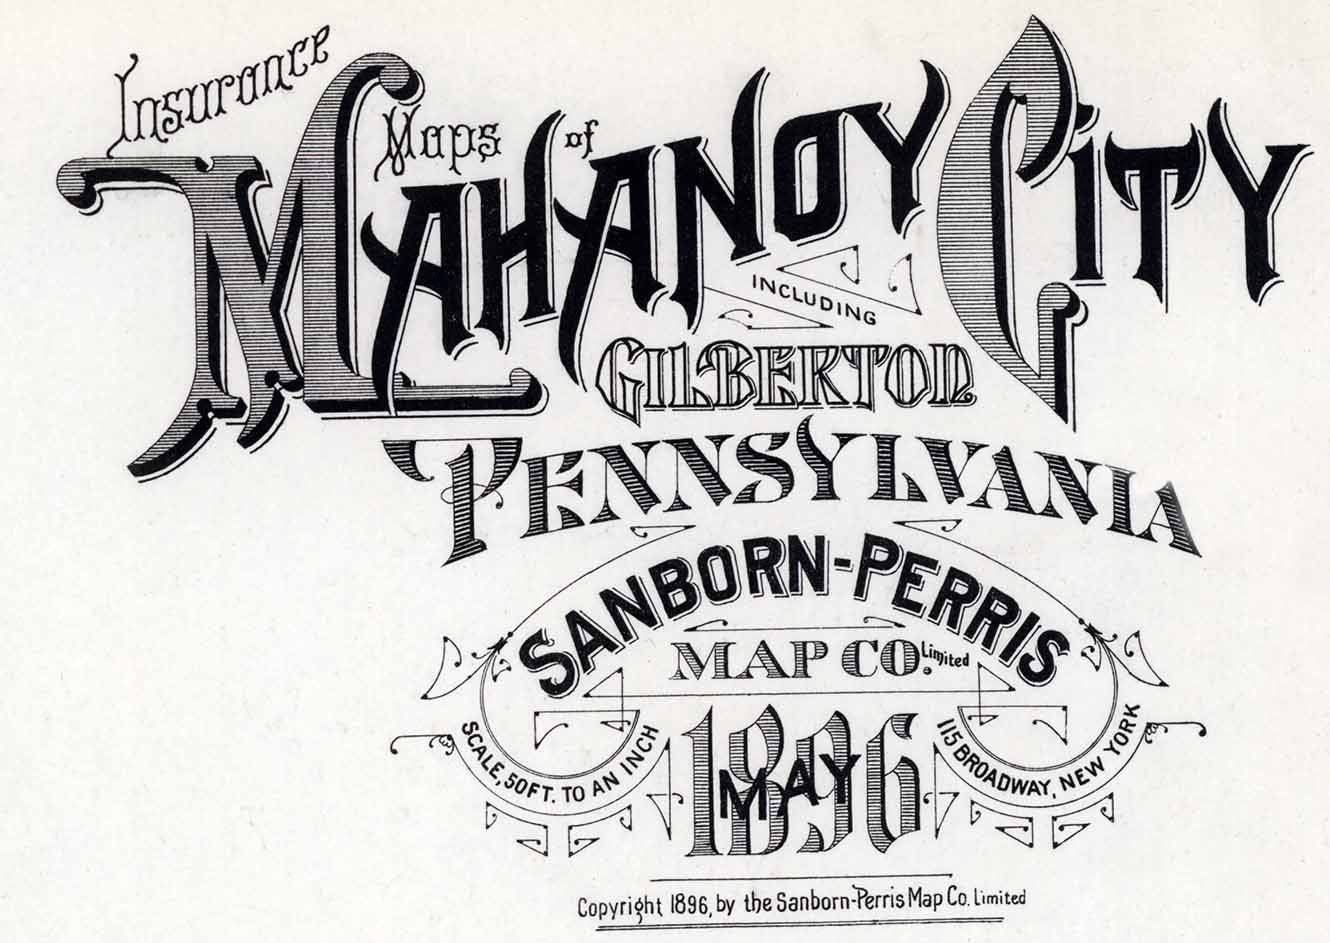 Insurance
Maps of
MAHANOY CITY
INCLUDING
GILBERTON
PENNSYLVANIA
SANBORN-PERRIS
MAP CO. Limited
SCALE, 50 FT. TO AN INCH
MAY
1896
115 BROADWAY, NEW YORK
Copyright 1896, by the Sanborn-Perris Map Co. Limited